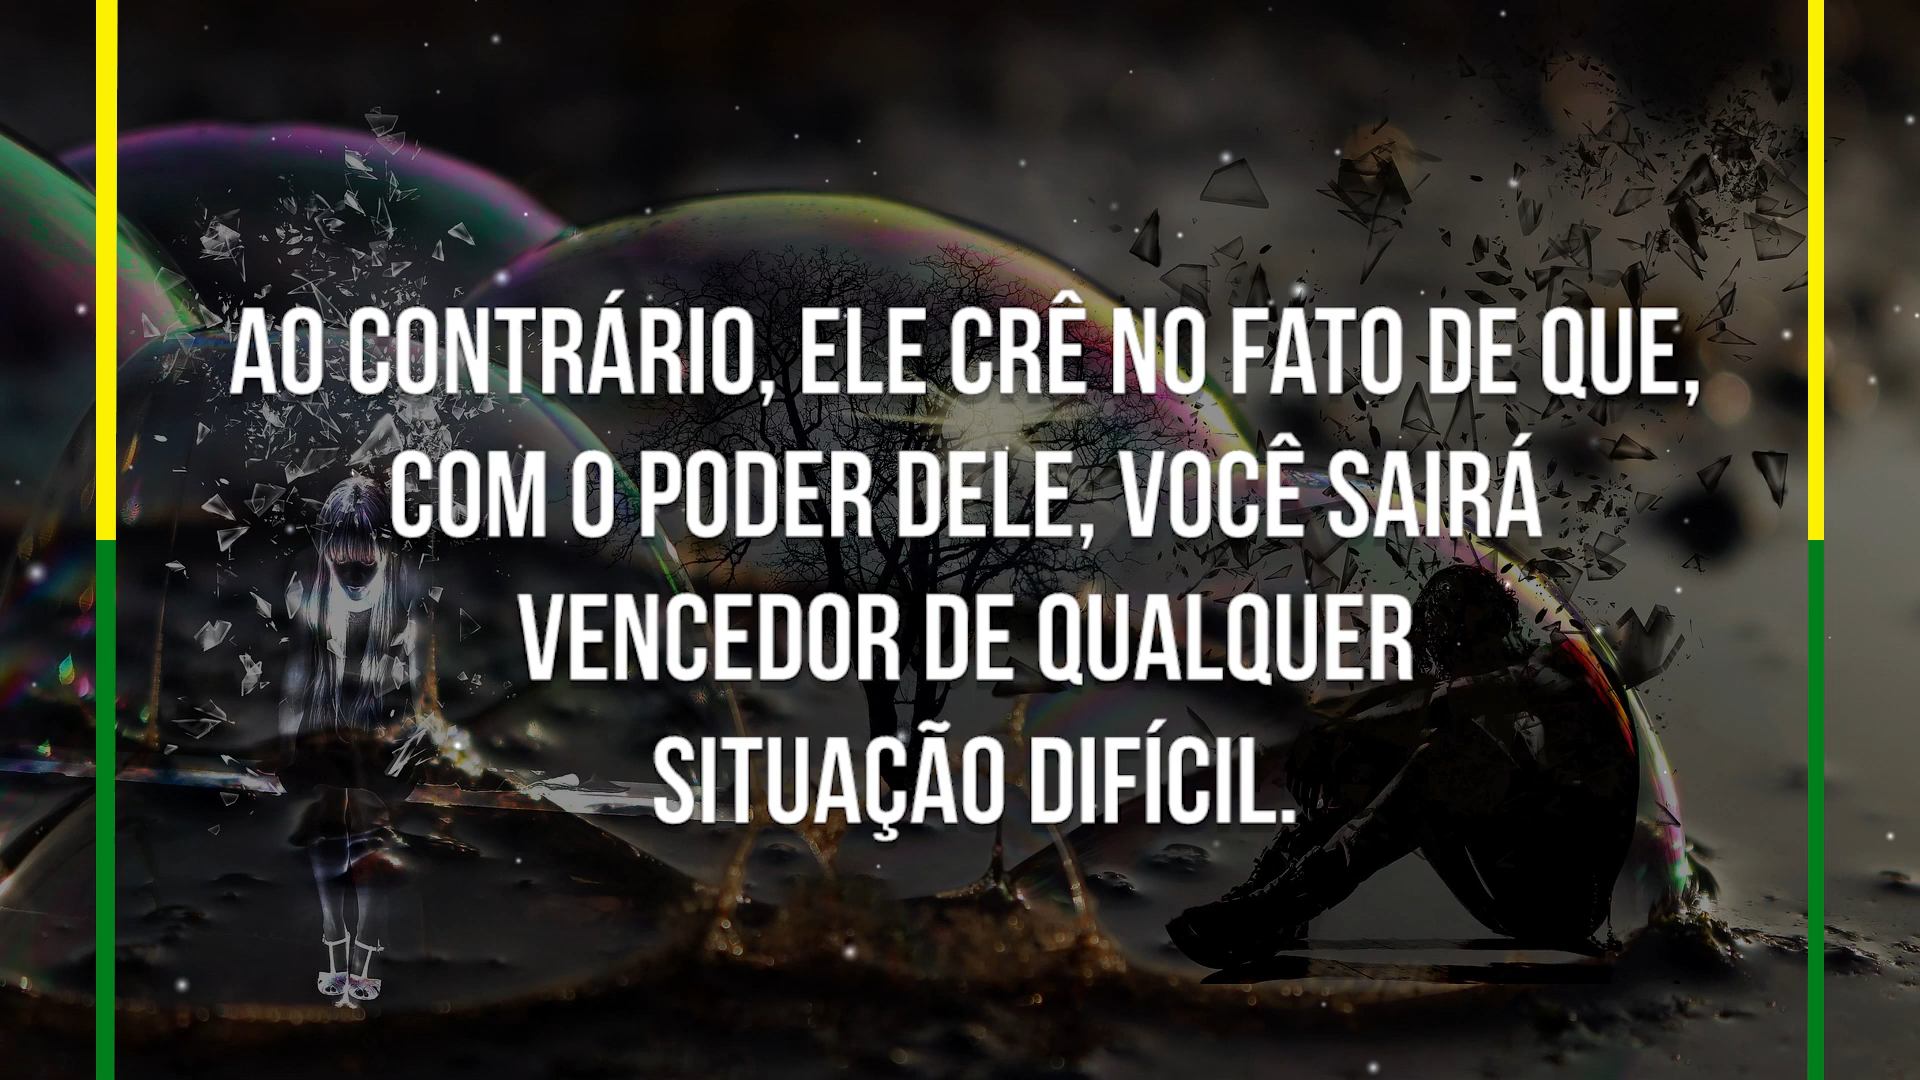 AO CONTRÁRIO, ELE CRÊ NO FATO DE QUE,
COM O PODER DELE, VOCÊ SAIRÁ
VENCEDOR DE QUALQUER
SITUAÇÃO DIFÍCIL.